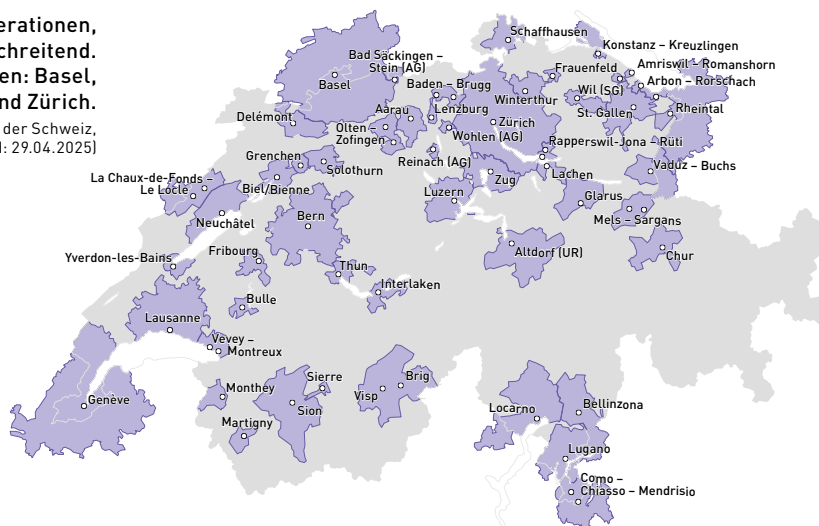 erationen,
chreitend.
en: Basel,
nd Zürich.
der Schweiz,
: 29.04.2025)
Schaffhausen
Konstanz – Kreuzlingen
Bad Säckingen –
Stein (AG)
Frauenfeld
Amriswil – Romanshorn
Basel
Baden – Brugg
Winterthur
Wil (SG)
Arbon – Rorschach
Delémont
Aarau
Lenzburg
St. Gallen
Rheintal
Olten –
Zofingen
Zürich
Wohlen (AG)
Rapperswil-Jona – Rüti
Grenchen
Solothurn
Reinach (AG)
Lachen
Vaduz – Buchs
La Chaux-de-Fonds –
Le Locle
Biel/Bienne
Luzern
Zug
Glarus
Neuchâtel
Bern
Mels – Sargans
Yverdon-les-Bains
Fribourg
Altdorf (UR)
Chur
Thun
Interlaken
Bulle
Lausanne
Vevey –
Montreux
Genève
Monthey
Sierre
Brig
Visp
Sion
Martigny
Locarno
Bellinzona
Lugano
Como –
Chiasso – Mendrisio